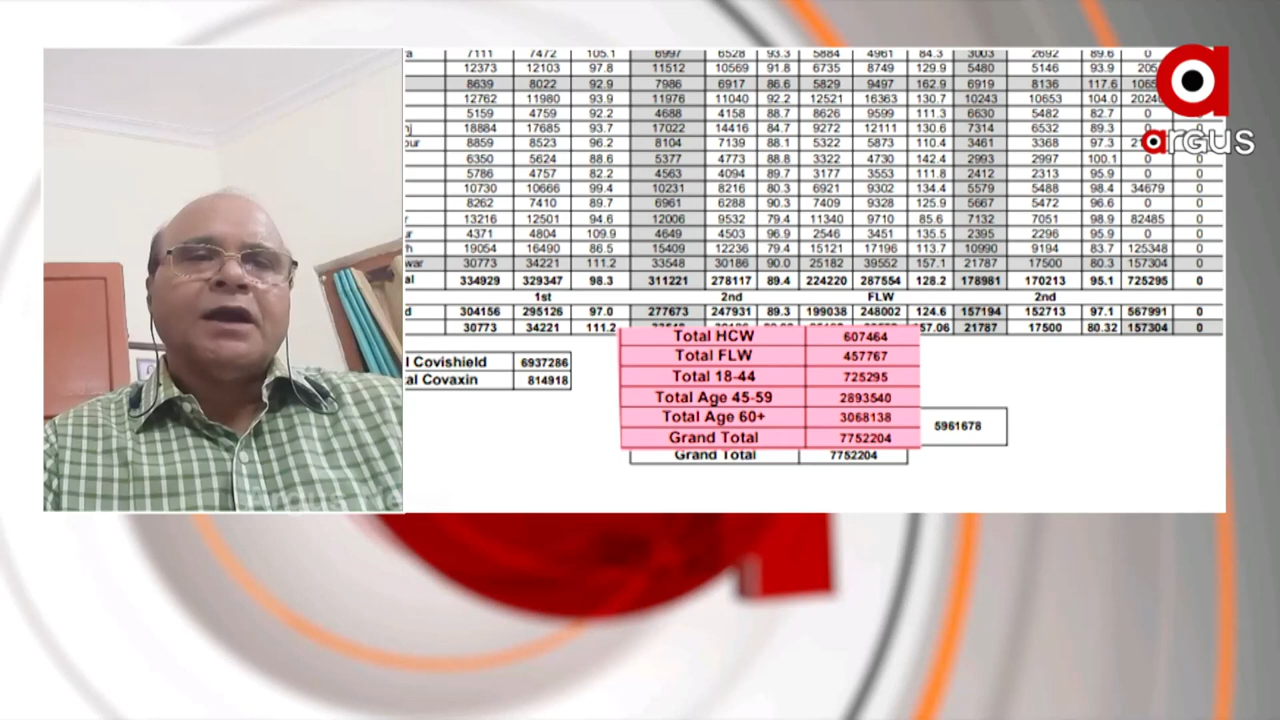 a 7111 7472 105.1 6997 6528 93.3 5884 4961 84.3 3003 2692 89.6 0
12373 12103 97.8 11512 10569 91.8 6735 8749 129.9 5480 5146 93.9 205
8639 8022 92.9 7986 6917 86.6 5829 9497 162.9 6919 8136 117.6
12762 11980 93.9 11976 11040 92.2 12521 16363 130.7 10243 10653 104.0
5159 4759 92.2 4688 4158 88.7 8626 9599 111.3 6630 5482 82.7 0
nj 18884 17685 93.7 17022 14416 84.7 9272 12111 130.6 7314 6532 89.3
our 8859 8523 96.2 8104 7139 88.1 5322 5873 110.4 3461 3368 97.3
6350 5624 88.6 5377 4773 88.8 3322 4730 142.4 2993 2997 100.1 0 0
5786 4757 82.2 4563 4094 89.7 3177 3553 111.8 2412 2313 95.9 0 0
10730 10666 99.4 10231 8216 80.3 6921 9302 134.4 5579 5488 98.4 34679 0
8262 7410 89.7 6961 6288 90.3 7409 9328 125.9 5667 5472 96.6 0 0
r 13216 12501 94.6 12006 9532 79.4 11340 9710 85.6 7132 7051 98.9 82485 0
ur 4371 4804 109.9 4649 4503 96.9 2546 3451 135.5 2395 2296 95.9 0 0
h 19054 16490 86.5 15409 12236 79.4 15121 17196 113.7 10990 9194 83.7 125348 0
war 30773 34221 111.2 33548 30186 90.0 25182 39552 157.1 21787 17500 80.3 157304 0
al 334929 329347 98.3 311221 278117 89.4 224220 287554 128.2 178981 170213 95.1 725295 0
1st 2nd FLW 2nd
d 304156 295126 97.0 277673 247931 89.3 199038 248002 124.6 157194 152713 97.1 567991 0
30773 34221 111.2 57.06 21787 17500 80.32 157304 0
l Covishield 6937286
al Covaxin 814918
Total HCW 607464
Total FLW 457767
Total 18-44 725295
Total Age 45-59 2893540
Total Age 60+ 3068138
Grand Total 7752204
5961678
Grand Total 7752204
argus
Argus Ne